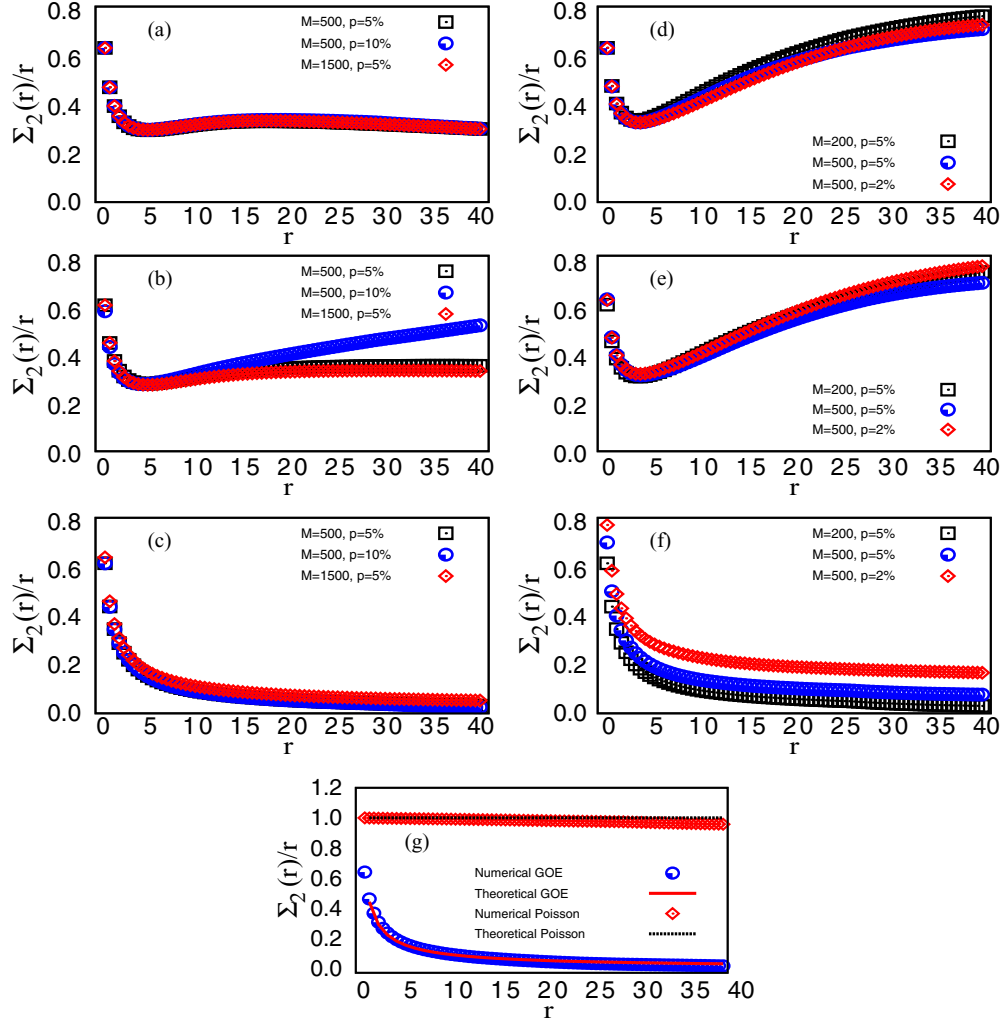 0.8
0.6
0.4
0.2
0.0
Σ2(r)/r
(a)
M=500, p=5%
M=500, p=10%
M=1500, p=5%
0 5 10 15 20 25 30 35 40
r
0.8
0.6
0.4
0.2
0.0
Σ2(r)/r
(d)
M=200, p=5%
M=500, p=5%
M=500, p=2%
0 5 10 15 20 25 30 35 40
r
0.8
0.6
0.4
0.2
0.0
Σ2(r)/r
(b)
M=500, p=5%
M=500, p=10%
M=1500, p=5%
0 5 10 15 20 25 30 35 40
r
0.8
0.6
0.4
0.2
0.0
Σ2(r)/r
(e)
M=200, p=5%
M=500, p=5%
M=500, p=2%
0 5 10 15 20 25 30 35 40
r
0.8
0.6
0.4
0.2
0.0
Σ2(r)/r
(c)
M=500, p=5%
M=500, p=10%
M=1500, p=5%
0 5 10 15 20 25 30 35 40
r
0.8
0.6
0.4
0.2
0.0
Σ2(r)/r
(f)
M=200, p=5%
M=500, p=5%
M=500, p=2%
0 5 10 15 20 25 30 35 40
r
1.2
1.0
0.8
0.6
0.4
0.2
0.0
Σ2(r)/r
(g)
Numerical GOE
Theoretical GOE
Numerical Poisson
Theoretical Poisson
0 5 10 15 20 25 30 35 40
r